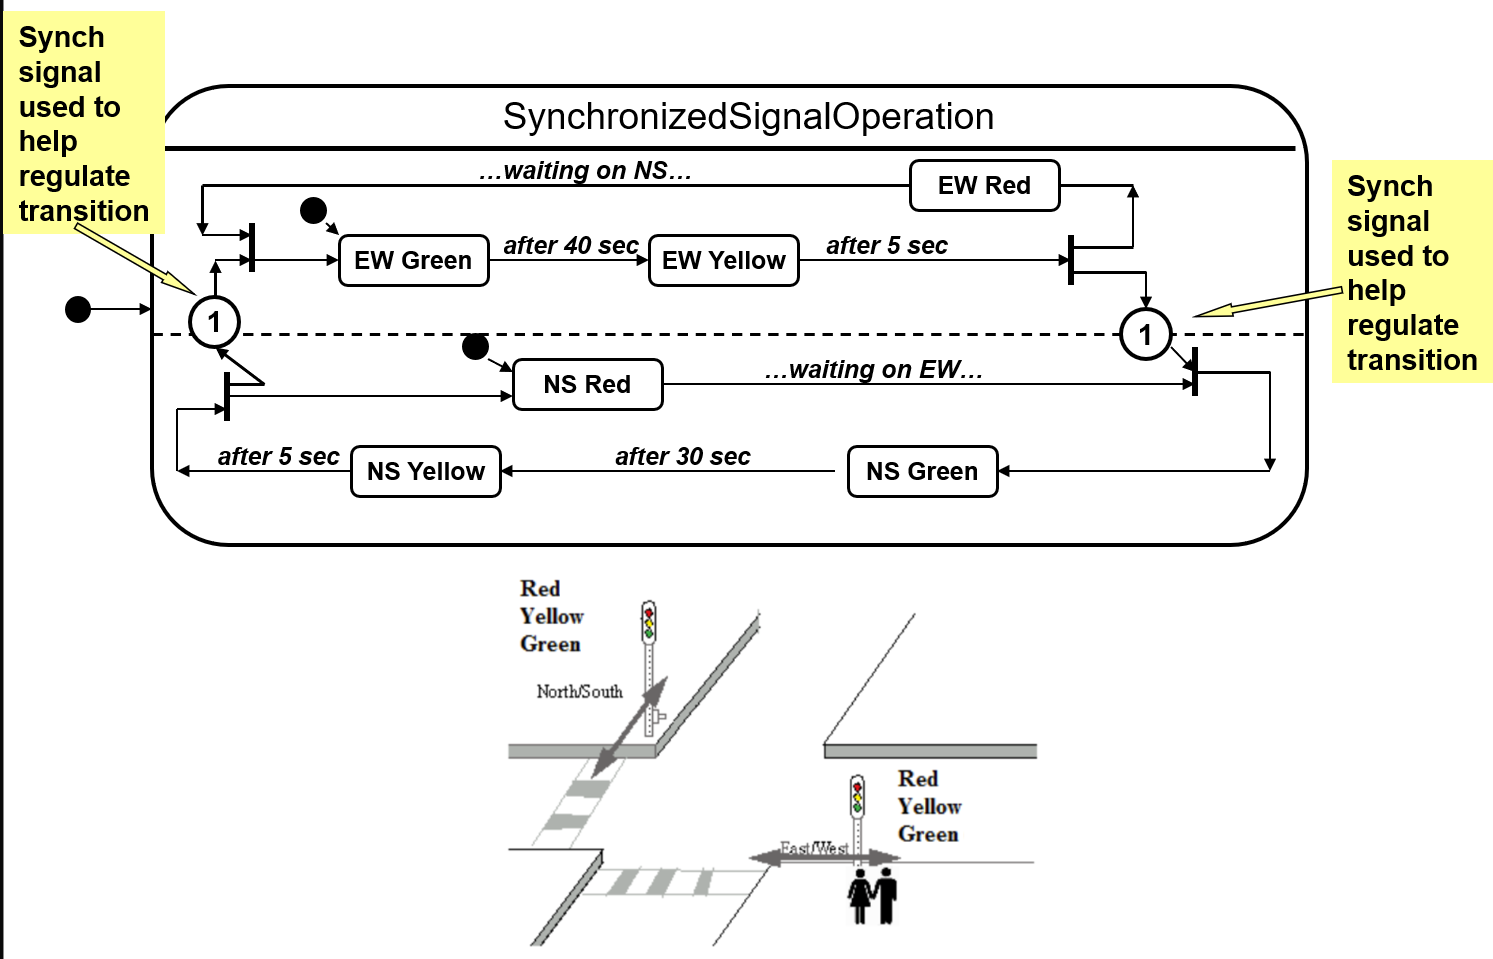 Synch
signal
used to
help
regulate
transition
SynchronizedSignalOperation
...waiting on NS...
EW Red
Synch
signal
used to
help
regulate
transition
EW Green
after 40 sec
EW Yellow
after 5 sec
1
1
NS Red
...waiting on EW...
after 5 sec
NS Yellow
after 30 sec
NS Green
Red
Yellow
Green
North/South
Red
Yellow
Green
East/West